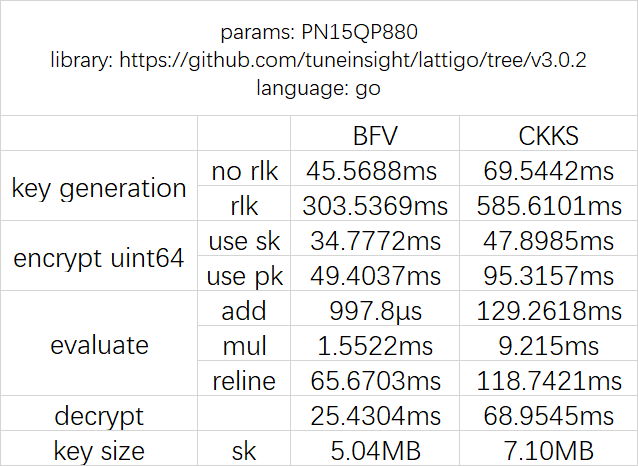 params: PN15QP880
library: https://github.com/tuneinsight/lattigo/tree/v3.0.2
language: go
BFV CKKS
key generation no rlk 45.5688ms 69.5442ms
rlk 303.5369ms 585.6101ms
encrypt uint64 use sk 34.7772ms 47.8985ms
use pk 49.4037ms 95.3157ms
evaluate add 997.8μs 129.2618ms
mul 1.5522ms 9.215ms
reline 65.6703ms 118.7421ms
decrypt 25.4304ms 68.9545ms
key size sk 5.04MB 7.10MB